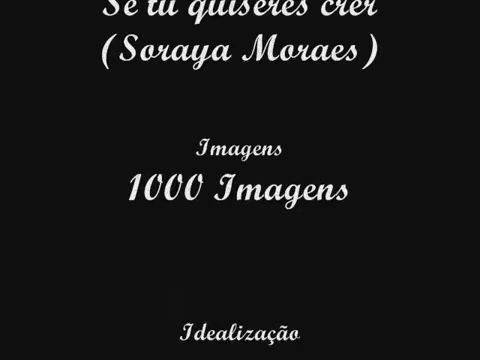 Se tu quiseres crer
(Soraya Moraes)
Imagens
1000 Imagens
Idealização